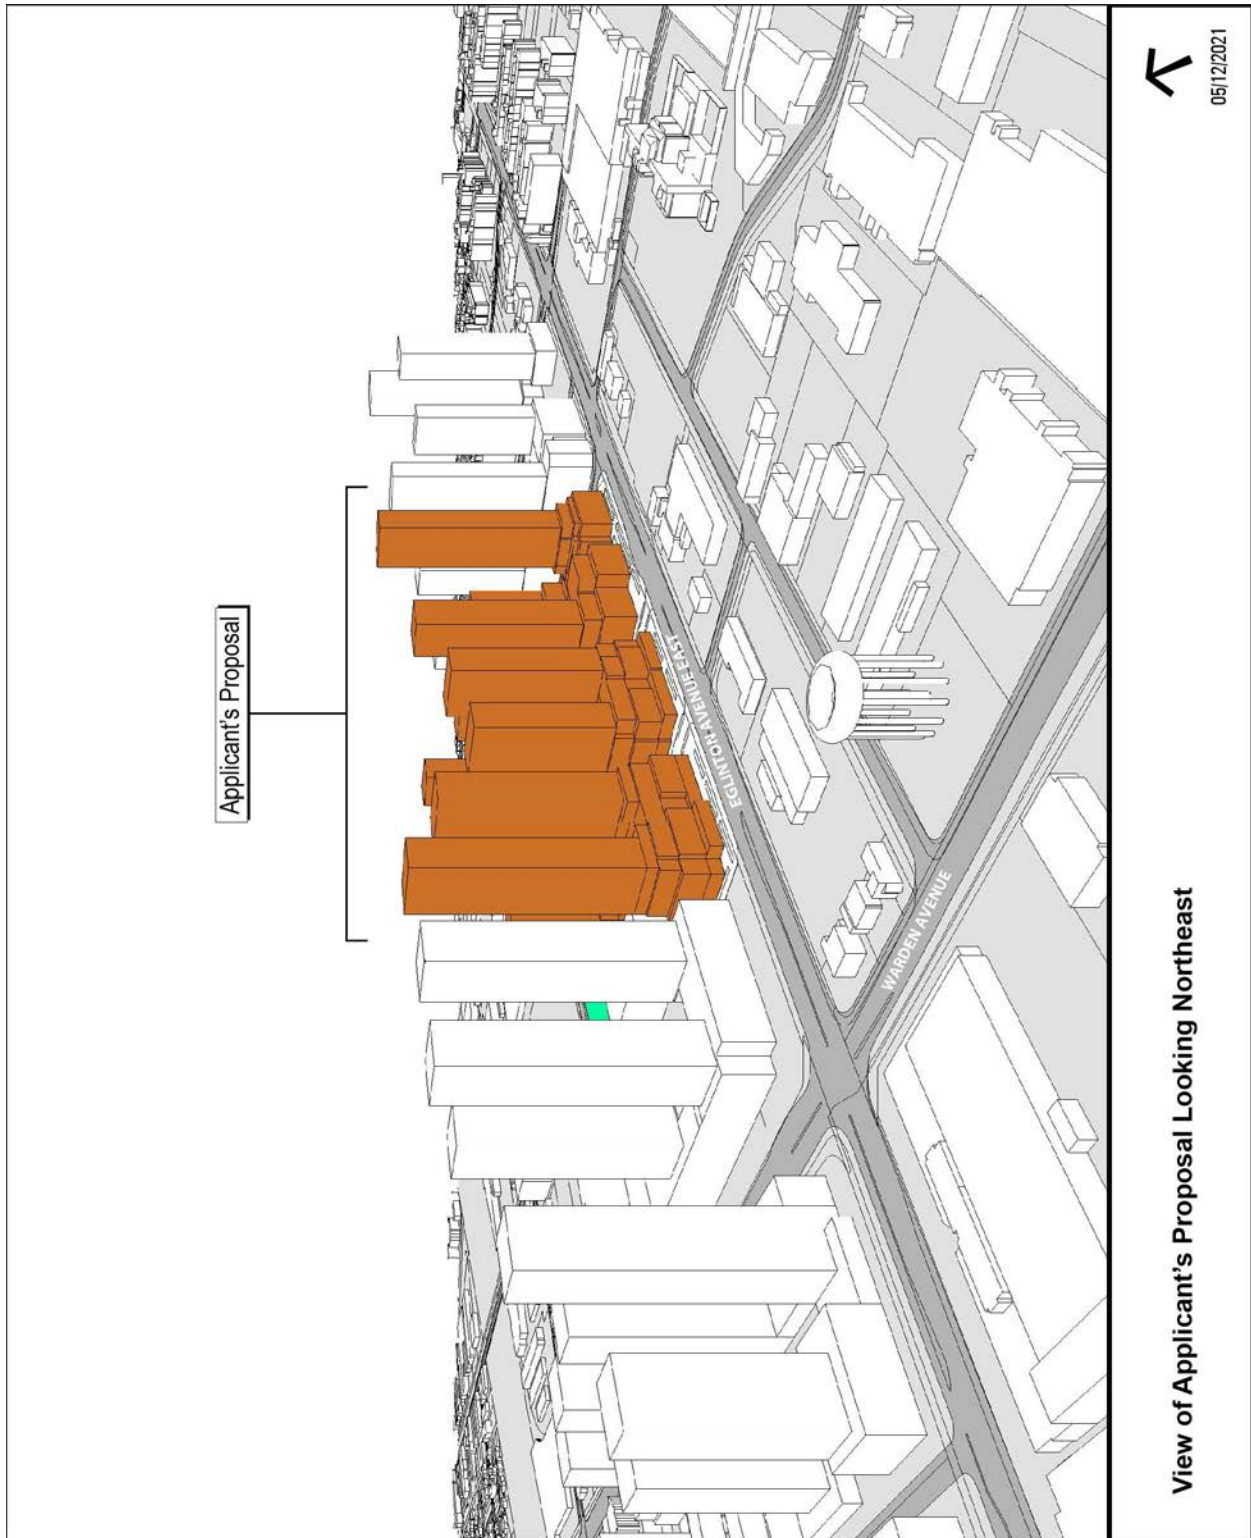 Applicant's Proposal
EGLINTON AVENUE EAST
WARDEN AVENUE
View of Applicant's Proposal Looking Northeast
05/12/2021